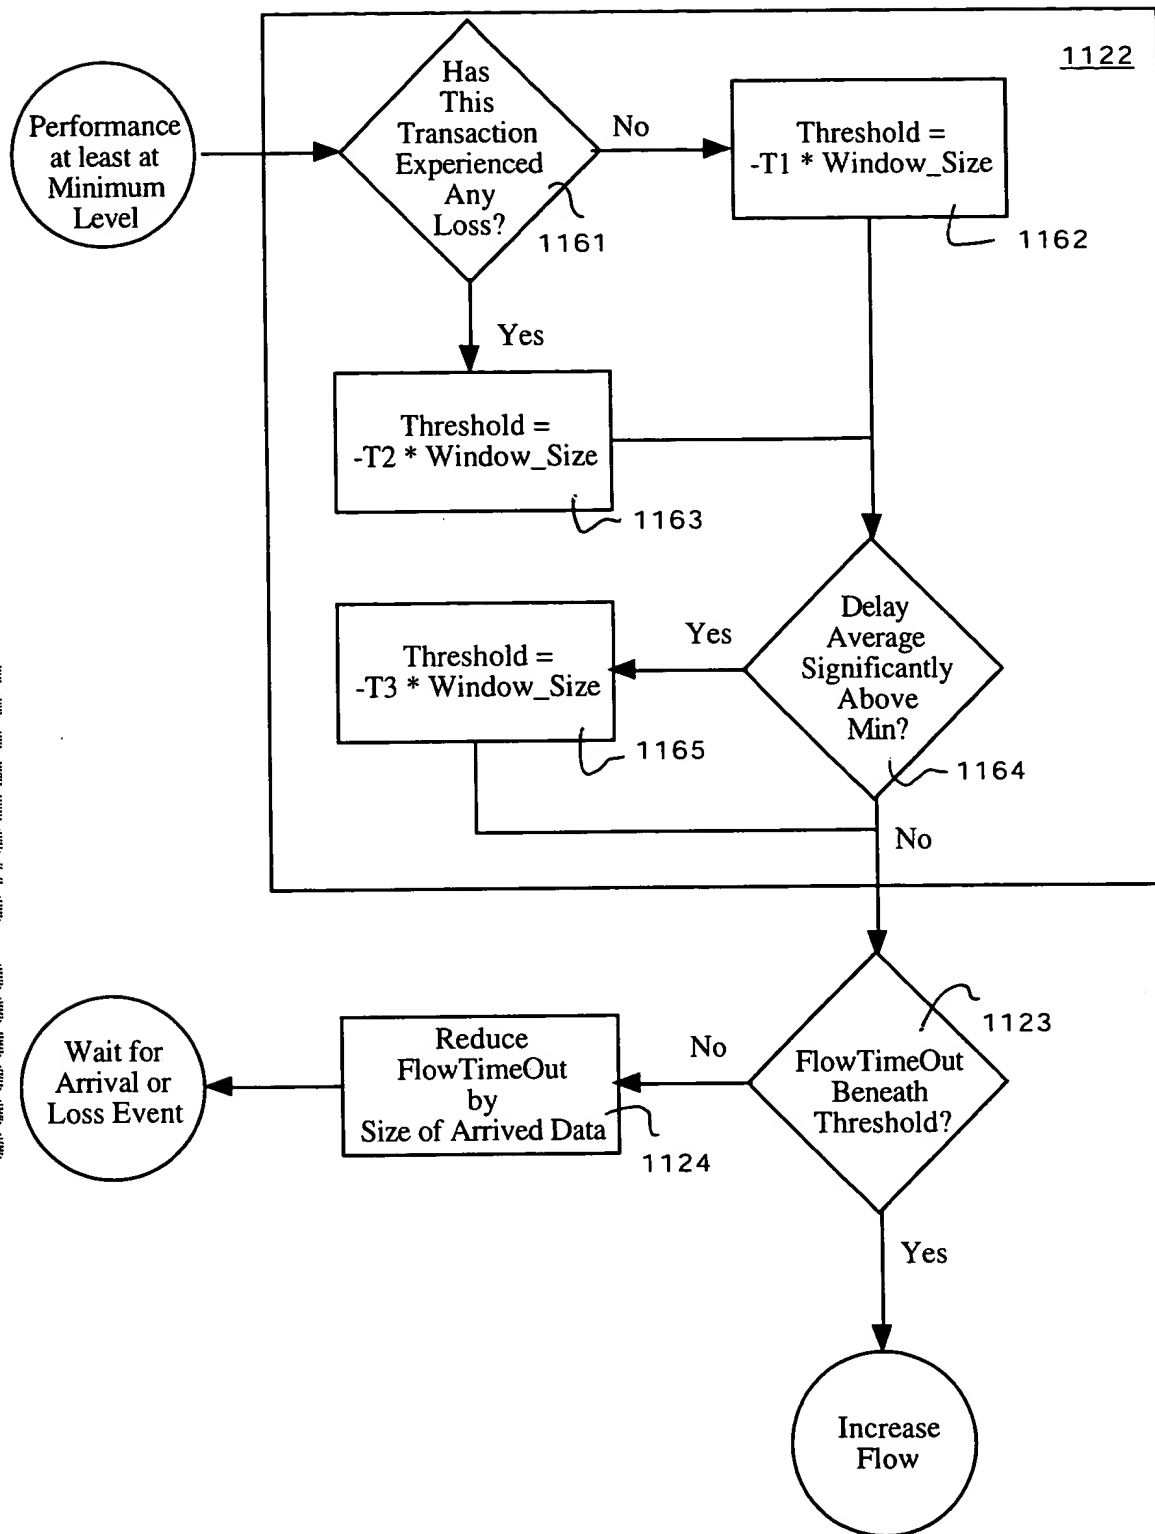 1122
Performance
at least at
Minimum
Level
Has
This
Transaction
Experienced
Any
Loss?
1161
No
Threshold =
-T1 * Window_Size
1162
Yes
Threshold =
-T2 * Window_Size
1163
Delay
Average
Significantly
Above
Min?
1164
Yes
Threshold =
-T3 * Window_Size
1165
No
FlowTimeOut
Beneath
Threshold?
1123
No
Reduce
FlowTimeOut
by
Size of Arrived Data
1124
Wait for
Arrival or
Loss Event
Yes
Increase
Flow